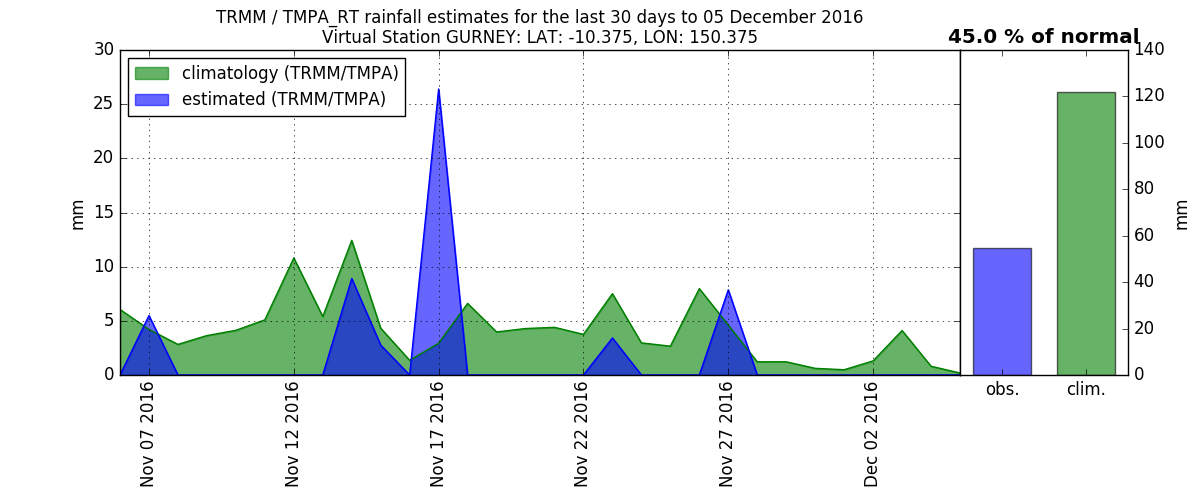 TRMM / TMPA_RT rainfall estimates for the last 30 days to 05 December 2016
Virtual Station GURNEY: LAT: -10.375, LON: 150.375
45.0 % of normal
climatology (TRMM/TMPA)
estimated (TRMM/TMPA)
mm
30
25
20
15
10
5
0
Nov 07 2016
Nov 12 2016
Nov 17 2016
Nov 22 2016
Nov 27 2016
Dec 02 2016
obs.
clim.
140
120
100
80
60
40
20
0
mm